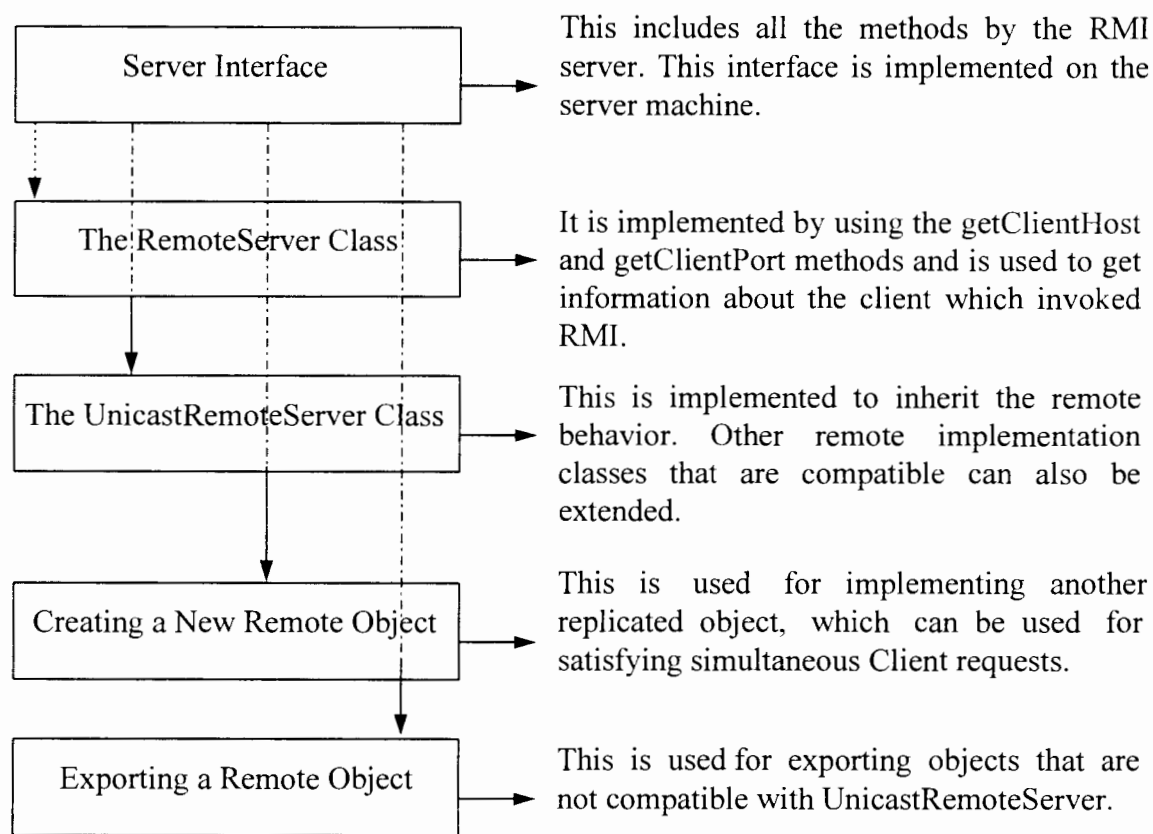 Server Interface
This includes all the methods by the RMI
server. This interface is implemented on the
server machine.
The RemoteServer Class
It is implemented by using the getClientHost
and getClientPort methods and is used to get
information about the client which invoked
RMI.
The UnicastRemoteServer Class
This is implemented to inherit the remote
behavior. Other remote implementation
classes that are compatible can also be
extended.
Creating a New Remote Object
This is used for implementing another
replicated object, which can be used for
satisfying simultaneous Client requests.
Exporting a Remote Object
This is used for exporting objects that are
not compatible with UnicastRemoteServer.